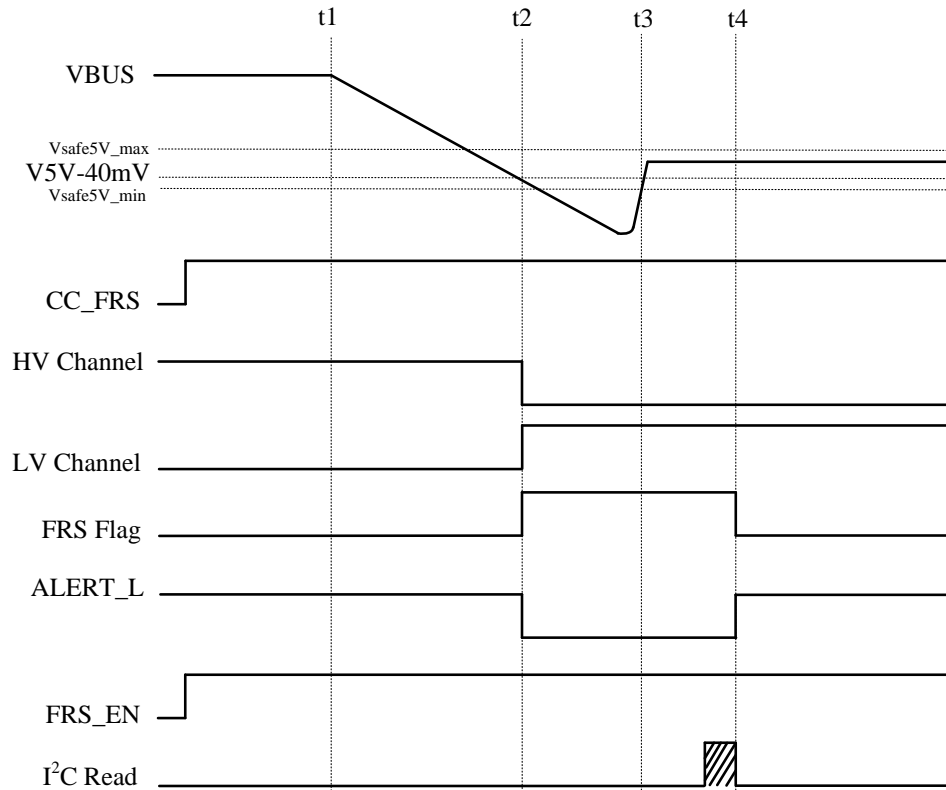 t1 t2 t3 t4
VBUS
Vsafe5V_max
V5V-40mV
Vsafe5V_min
CC_FRS
HV Channel
LV Channel
FRS Flag
ALERT_L
FRS_EN
I²C Read